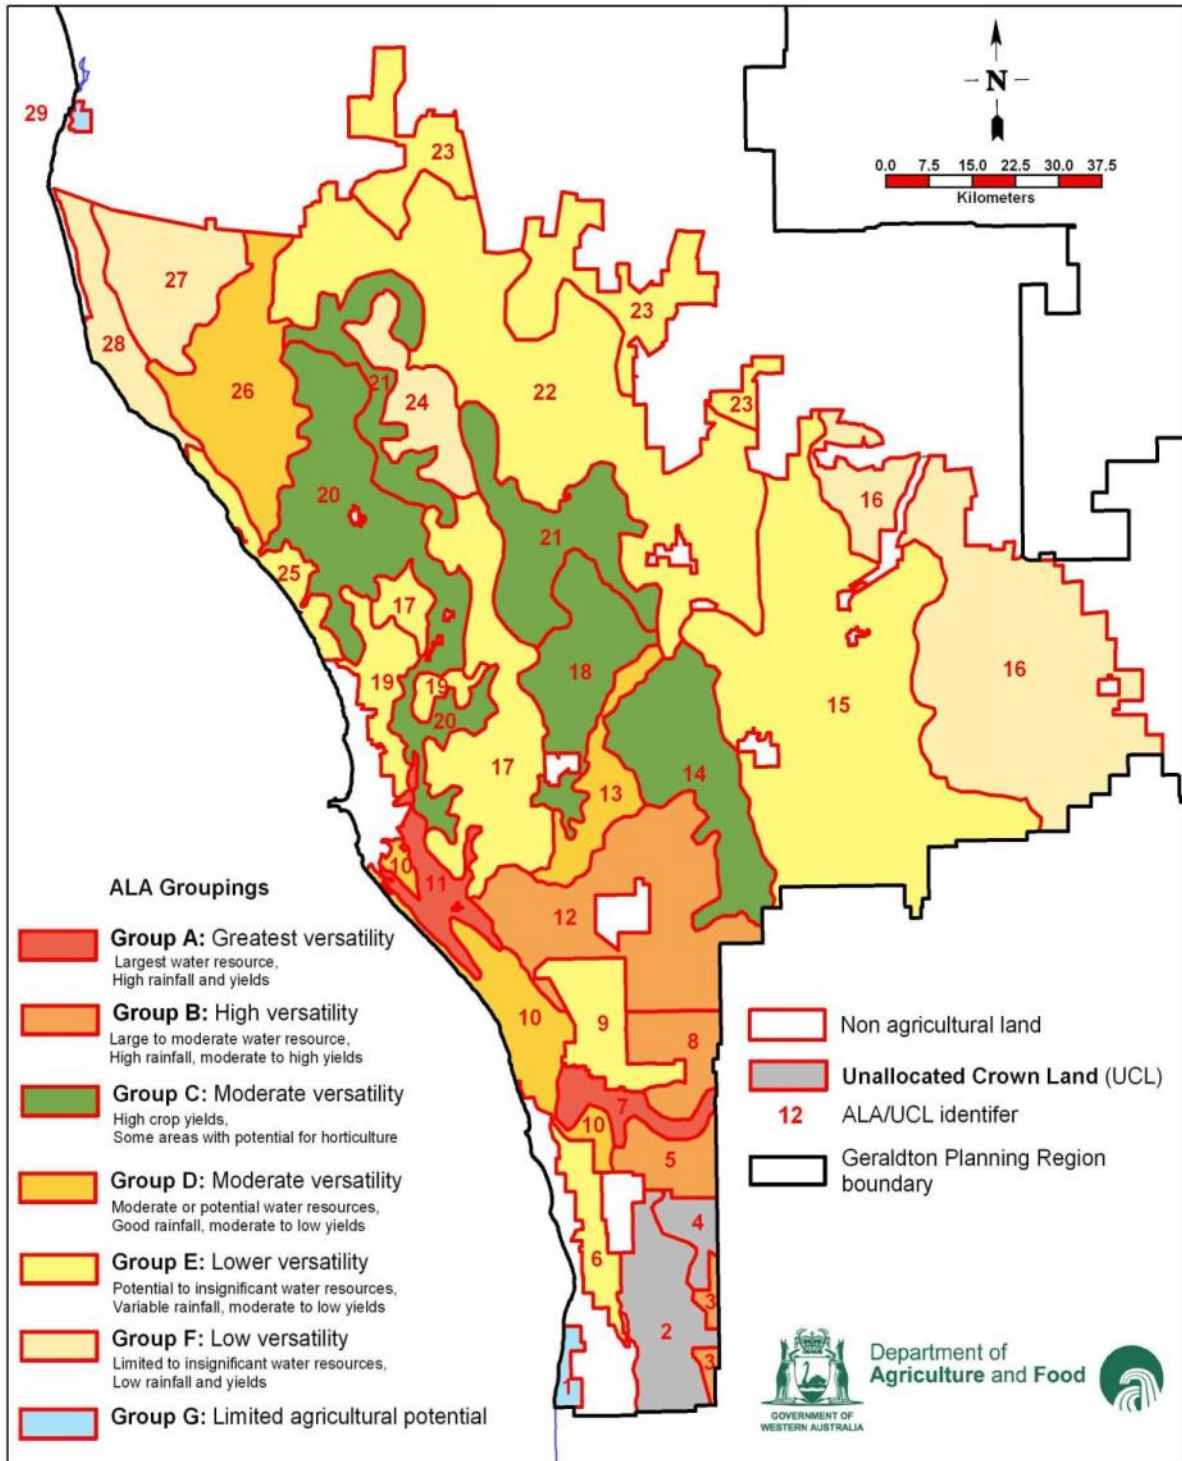 N
29
23
0.0 7.5 15.0 22.5 30.0 37.5
Kilometers
27
23
28
26
21
24
22
23
20
16
21
25
17
18
16
19
19
20
15
17
14
13
10
11
12
10
9
8
7
10
5
4
6
3
2
3
1
ALA Groupings
Group A: Greatest versatility
Largest water resource,
High rainfall and yields
Group B: High versatility
Large to moderate water resource,
High rainfall, moderate to high yields
Group C: Moderate versatility
High crop yields,
Some areas with potential for horticulture
Group D: Moderate versatility
Moderate or potential water resources,
Good rainfall, moderate to low yields
Group E: Lower versatility
Potential to insignificant water resources,
Variable rainfall, moderate to low yields
Group F: Low versatility
Limited to insignificant water resources,
Low rainfall and yields
Group G: Limited agricultural potential
Non agricultural land
Unallocated Crown Land (UCL)
12 ALA/UCL identifer
Geraldton Planning Region
boundary
GOVERNMENT OF
WESTERN AUSTRALIA
Department of
Agriculture and Food